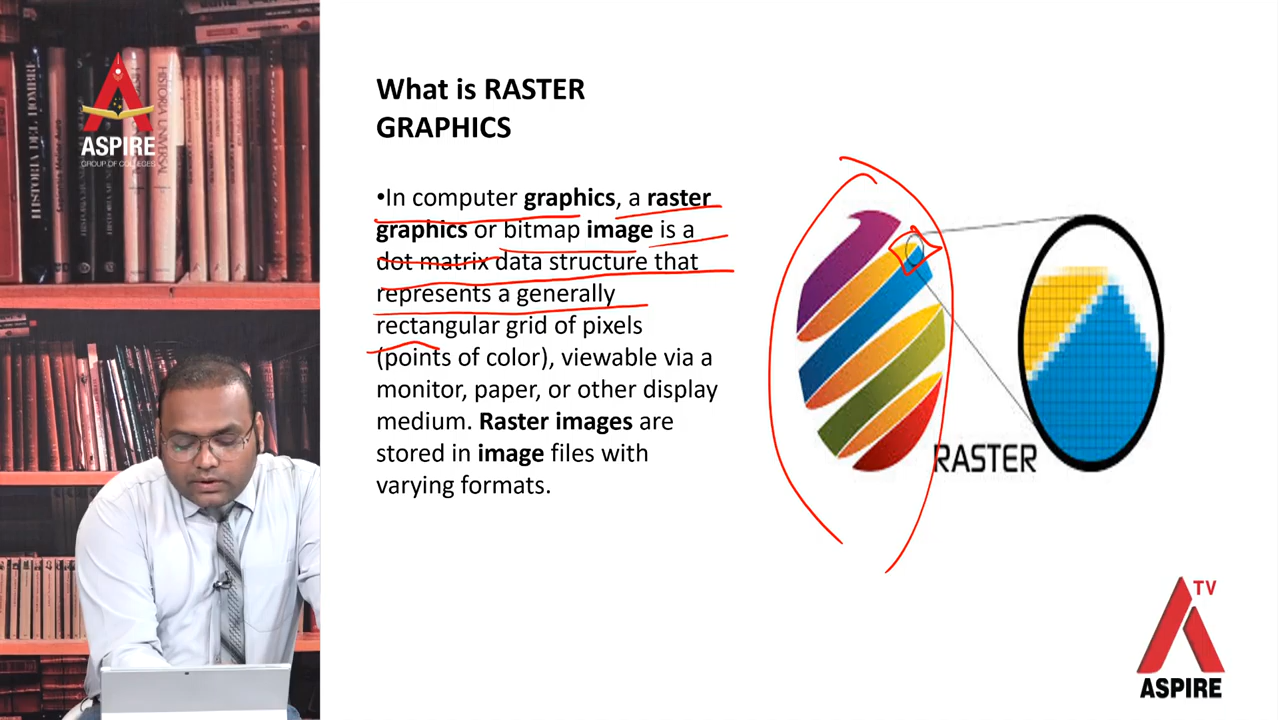 ASPIRE
GROUP OF COLLEGES
HISTORIA UNIVERSAL
What is RASTER
GRAPHICS
•In computer graphics, a raster
graphics or bitmap image is a
dot matrix data structure that
represents a generally
rectangular grid of pixels
(points of color), viewable via a
monitor, paper, or other display
medium. Raster images are
stored in image files with
varying formats.
RASTER
TV
ASPIRE